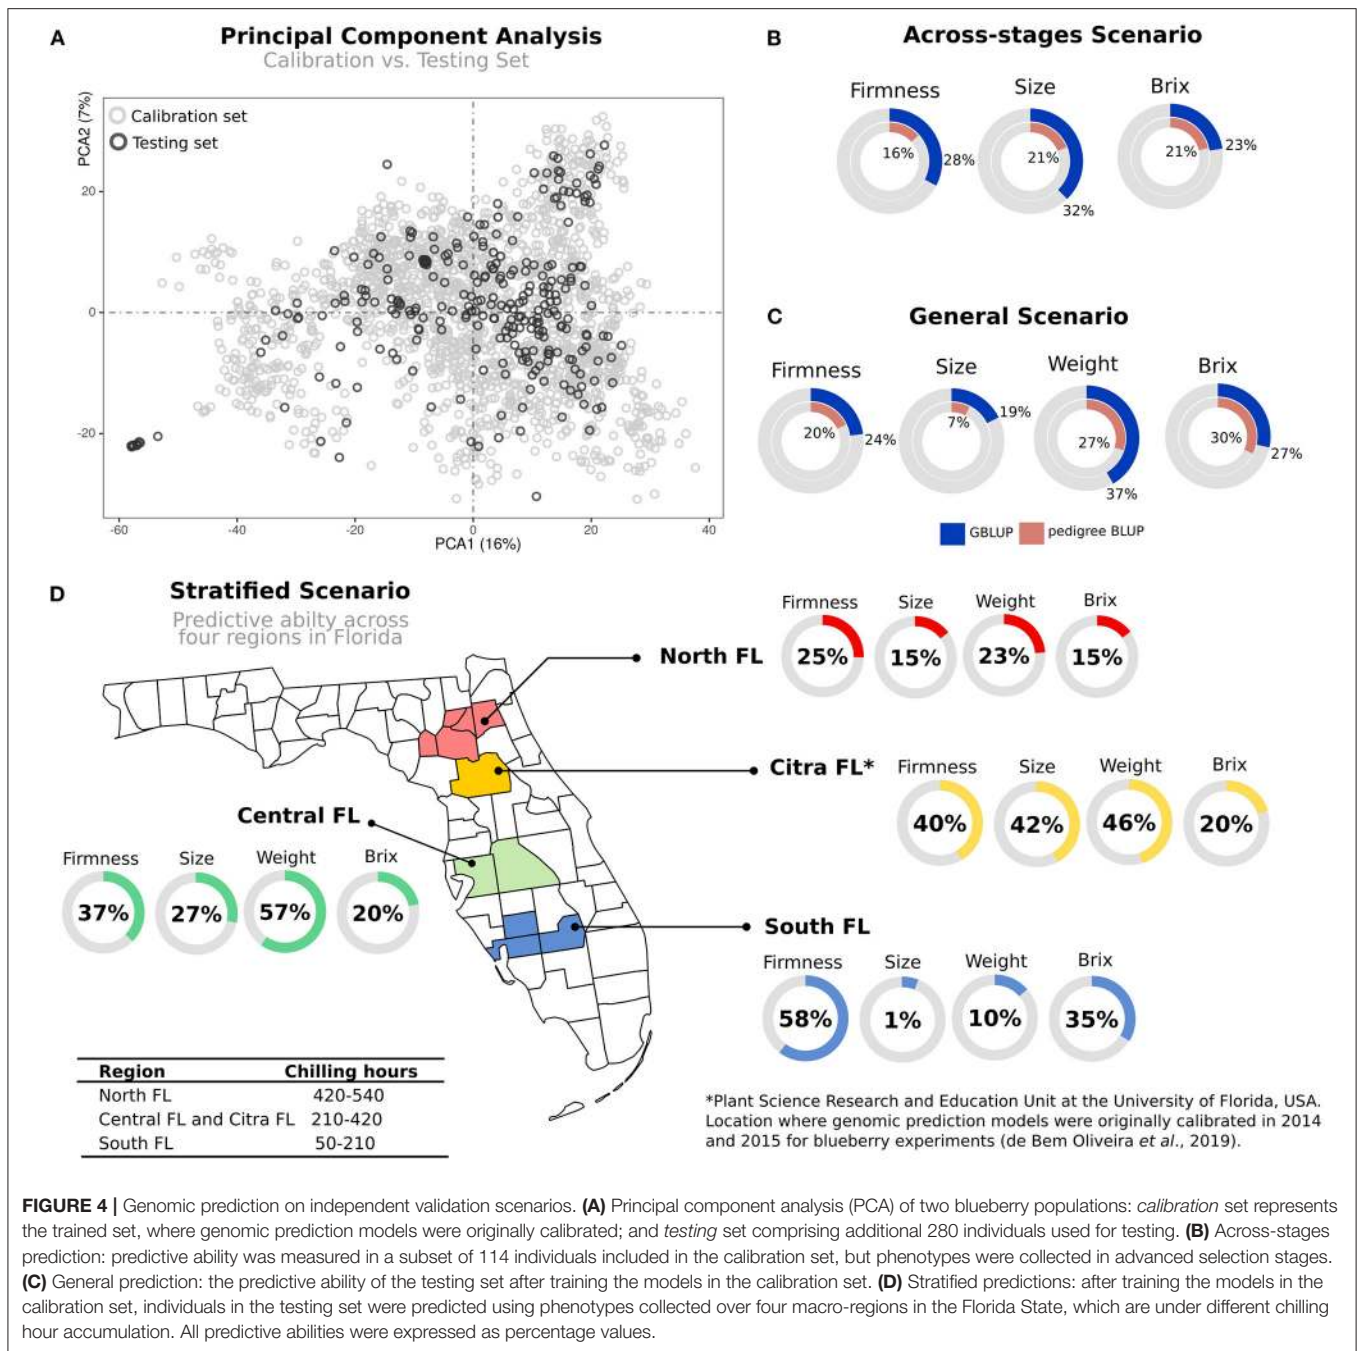 A
Principal Component Analysis
Calibration vs. Testing Set
PCA2 (7%)
Calibration set
Testing set
20
0
-20
-60
-40
-20
0
20
40
PCA1 (16%)
B
Across-stages Scenario
Firmness
Size
Brix
16%
28%
21%
32%
21%
23%
C
General Scenario
Firmness
Size
Weight
Brix
20%
24%
7%
19%
27%
37%
30%
27%
GBLUP
pedigree BLUP
D
Stratified Scenario
Predictive abilty across
four regions in Florida
North FL
Firmness
Size
Weight
Brix
25%
15%
23%
15%
Citra FL*
Firmness
Size
Weight
Brix
40%
42%
46%
20%
Central FL
Firmness
Size
Weight
Brix
37%
27%
57%
20%
South FL
Firmness
Size
Weight
Brix
58%
1%
10%
35%
Region Chilling hours
North FL 420-540
Central FL and Citra FL 210-420
South FL 50-210
*Plant Science Research and Education Unit at the University of Florida, USA.
Location where genomic prediction models were originally calibrated in 2014
and 2015 for blueberry experiments (de Bem Oliveira et al., 2019).
FIGURE 4 | Genomic prediction on independent validation scenarios. (A) Principal component analysis (PCA) of two blueberry populations: calibration set represents
the trained set, where genomic prediction models were originally calibrated; and testing set comprising additional 280 individuals used for testing. (B) Across-stages
prediction: predictive ability was measured in a subset of 114 individuals included in the calibration set, but phenotypes were collected in advanced selection stages.
(C) General prediction: the predictive ability of the testing set after training the models in the calibration set. (D) Stratified predictions: after training the models in the
calibration set, individuals in the testing set were predicted using phenotypes collected over four macro-regions in the Florida State, which are under different chilling
hour accumulation. All predictive abilities were expressed as percentage values.